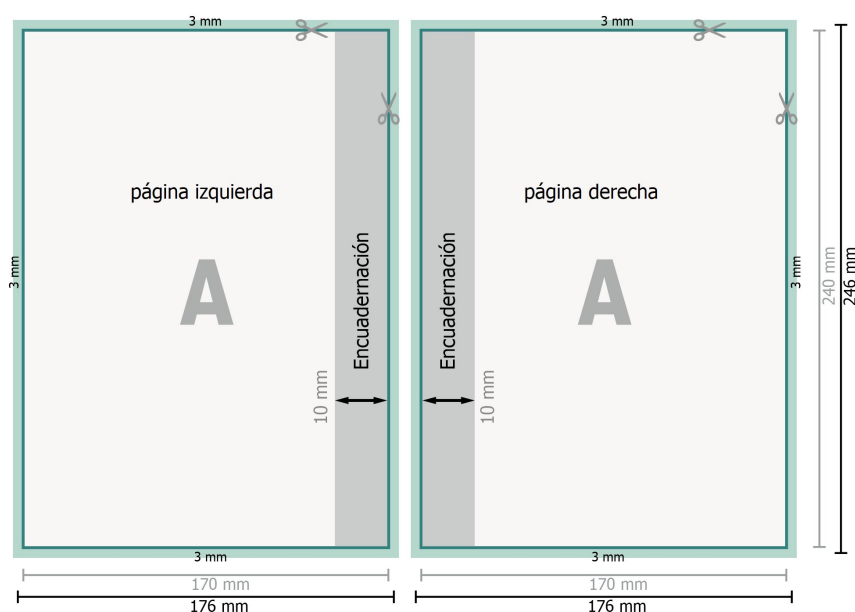 3 mm
3 mm
página izquierda
página derecha
Encuadernación
Encuadernación
A
A
3 mm
3 mm
240 mm
246 mm
10 mm
10 mm
3 mm
3 mm
170 mm
170 mm
176 mm
176 mm